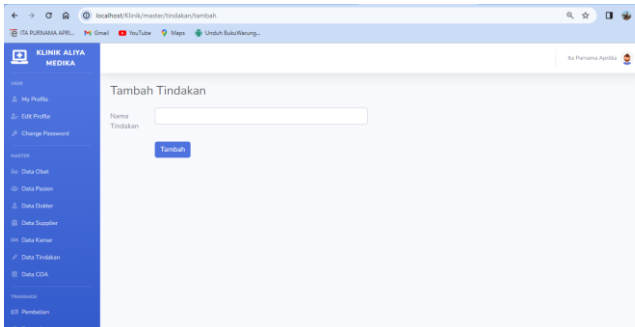 localhost/Klinik/master/tindakan/tambah
ITA PURNAMA APRI...
Gmail
YouTube
Maps
Unduh BukuWarung...
KLINIK ALIYA
MEDIKA
Ita Purnama Aprilita
USER
My Profile
Edit Profile
Change Password
MASTER
Data Obat
Data Pasien
Data Dokter
Data Supplier
Data Kamar
Data Tindakan
Data COA
TRANSAKSI
Pembelian
Tambah Tindakan
Nama
Tindakan
Tambah